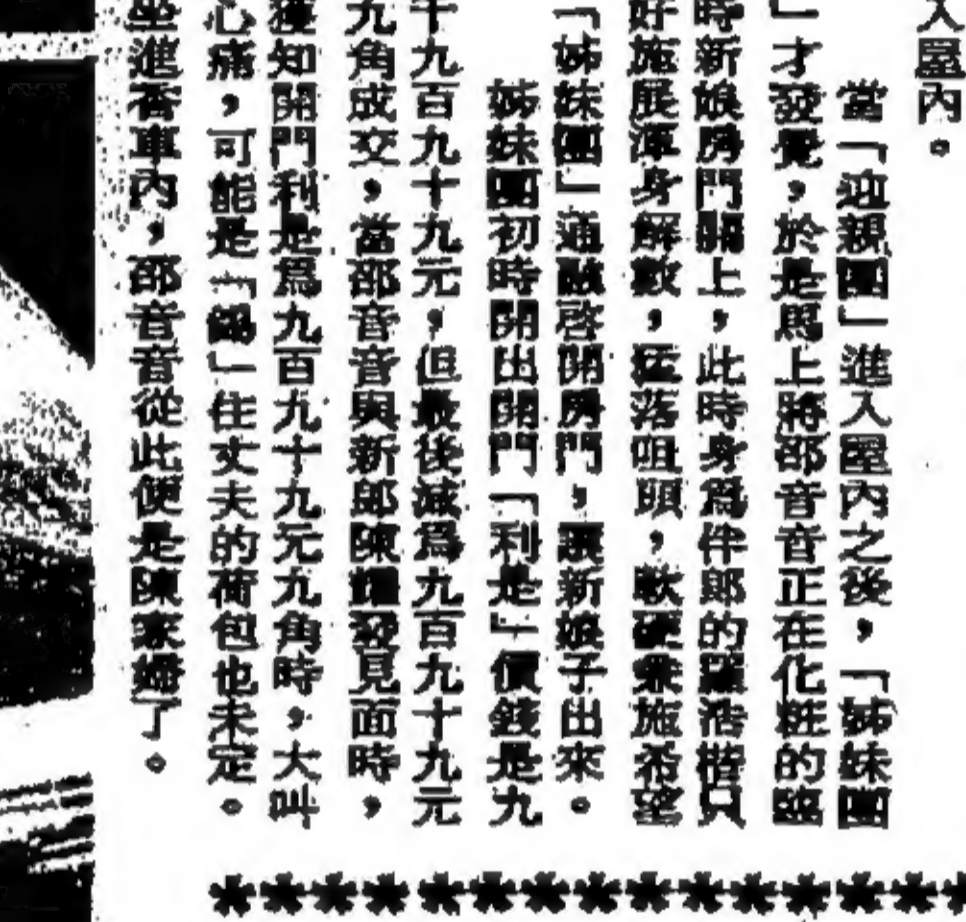 入屋內。
當「迎親團」進入屋內之後，「姊妹團
」才發覺，於是馬上將邵音音正在化粧的臨
時新娘房門關上，此時身爲伴郎的羅浩楷只
好施展渾身解數，猛落咀頭，軟硬兼施希望
「姊妹團」通融啓開房門，讓新娘子出來。
姊妹團初時開出開門「利是」價錢是九
千九百九十九元，但最後減爲九百九十九元
九角成交，當邵音音與新郎陳耀發見面時，
獲知開門利是爲九百九十九元九角時，大叫
心痛，可能是「錫」住丈夫的荷包也未定。
坐進香車內，邵音音從此便是陳家婦了。